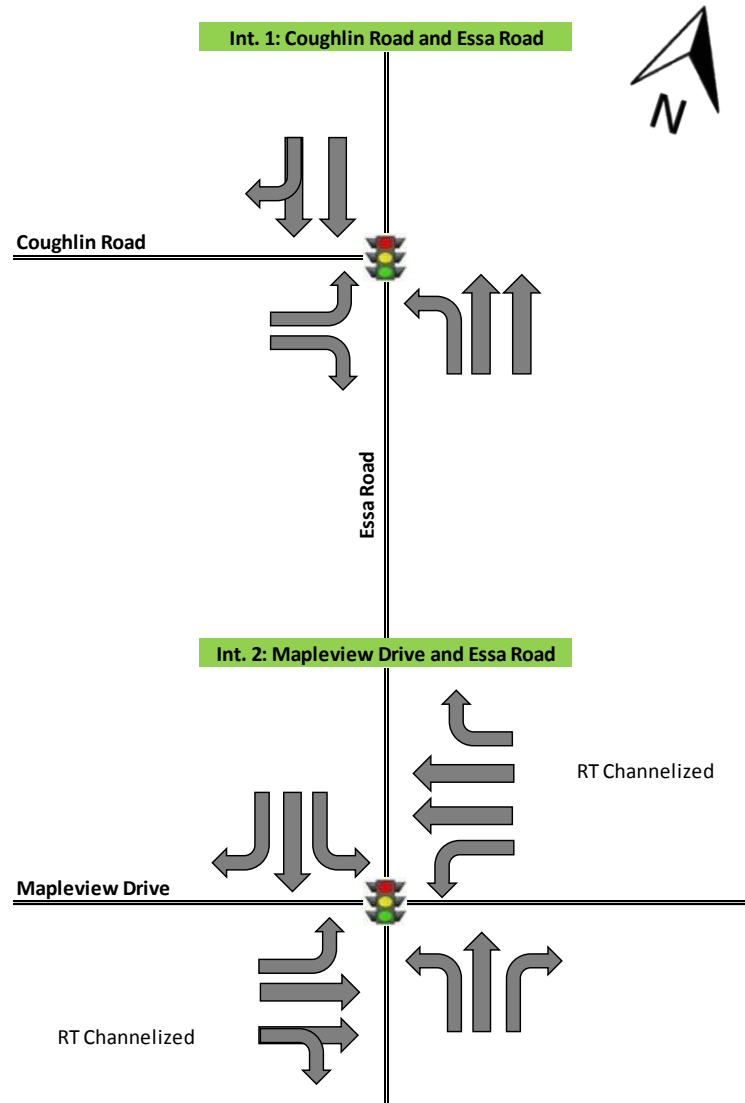 Int. 1: Coughlin Road and Essa Road
N
Coughlin Road
Essa Road
Int. 2: Mapleview Drive and Essa Road
RT Channelized
Mapleview Drive
RT Channelized